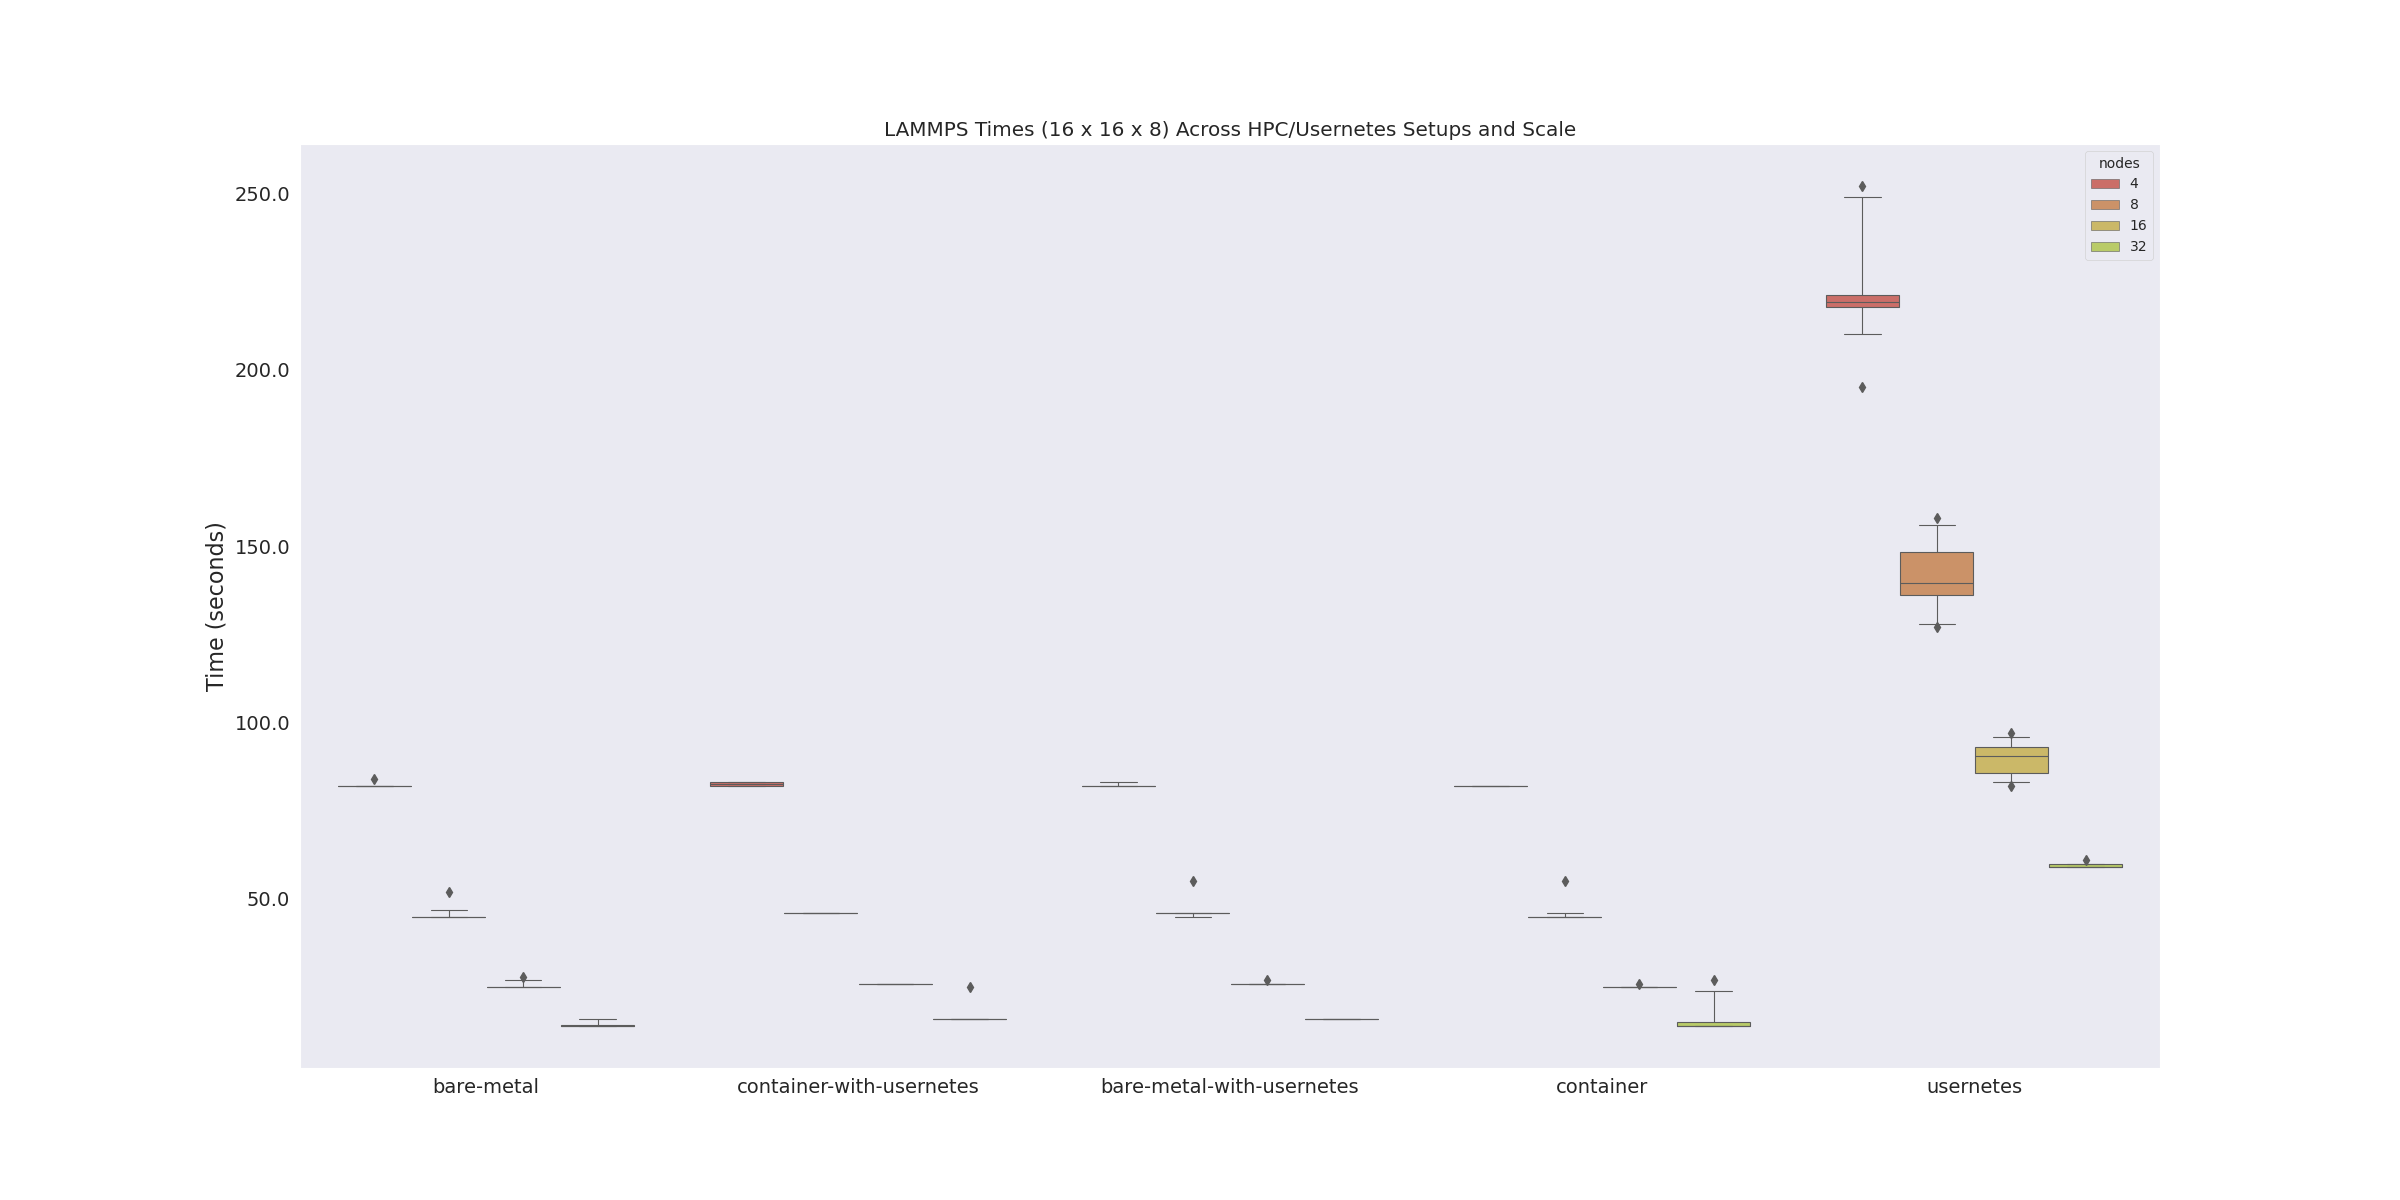 LAMMPS Times (16 x 16 x 8) Across HPC/Usernetes Setups and Scale
nodes
4
8
16
32
250.0
200.0
150.0
100.0
50.0
Time (seconds)
bare-metal
container-with-usernetes
bare-metal-with-usernetes
container
usernetes